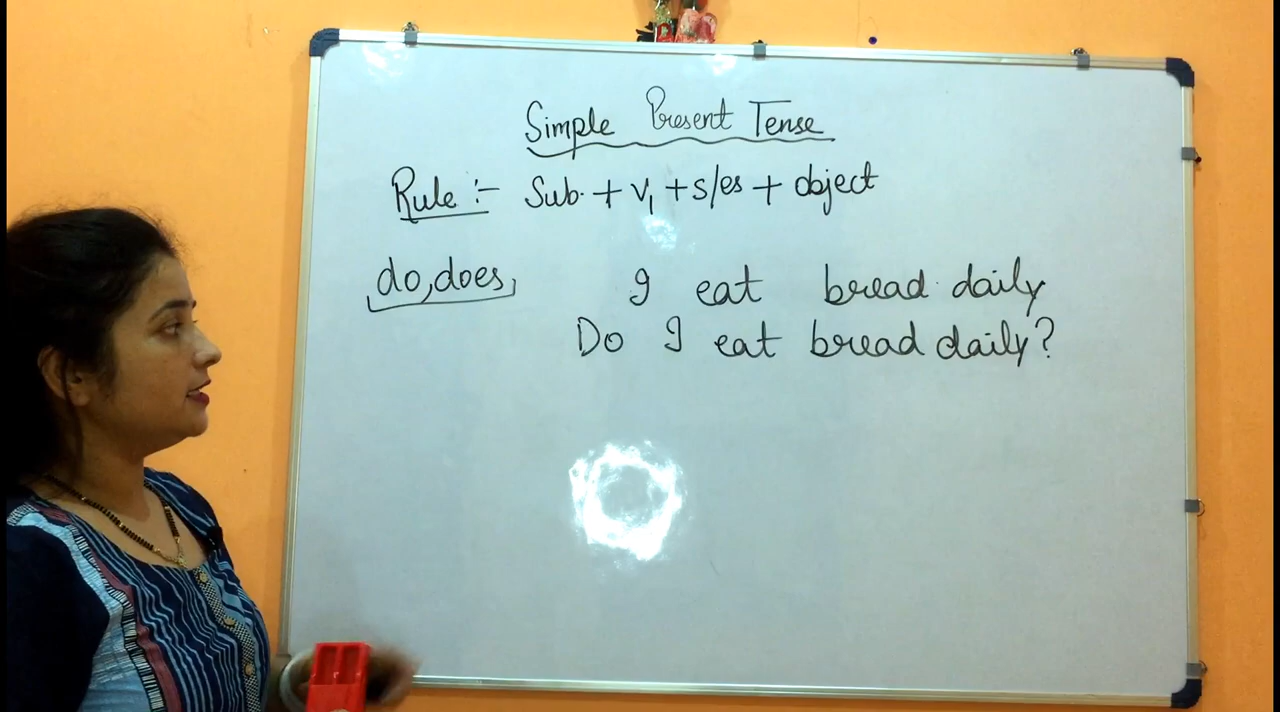 Simple Present Tense
Rule :- Sub. + V₁ + s/es + object
do, does, I eat bread daily
Do I eat bread daily?